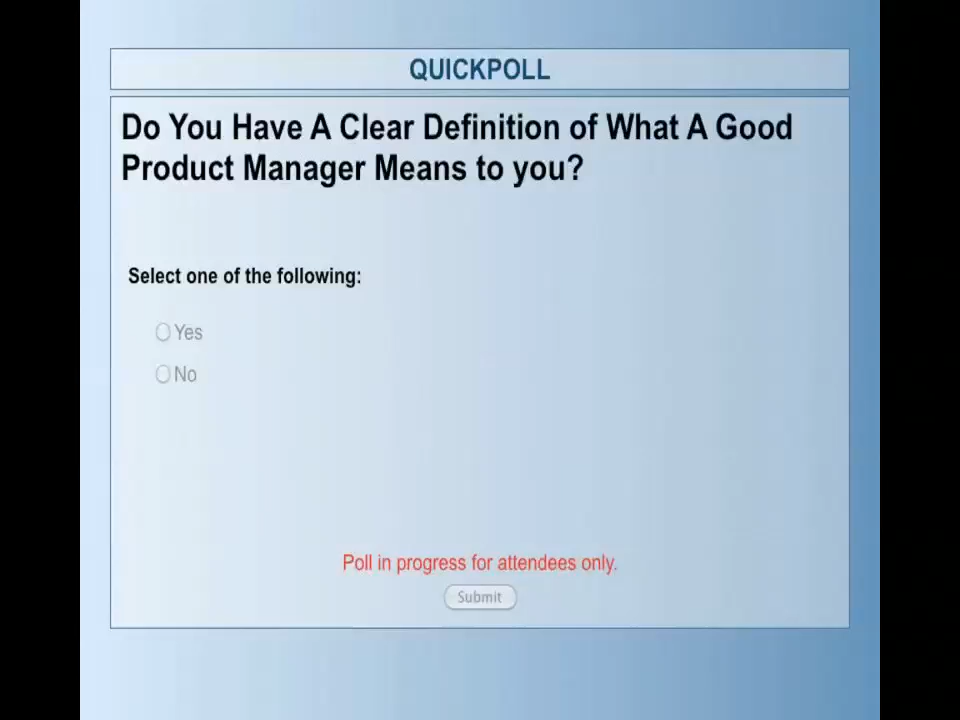 QUICKPOLL
Do You Have A Clear Definition of What A Good
Product Manager Means to you?
Select one of the following:
Yes
No
Poll in progress for attendees only.
Submit